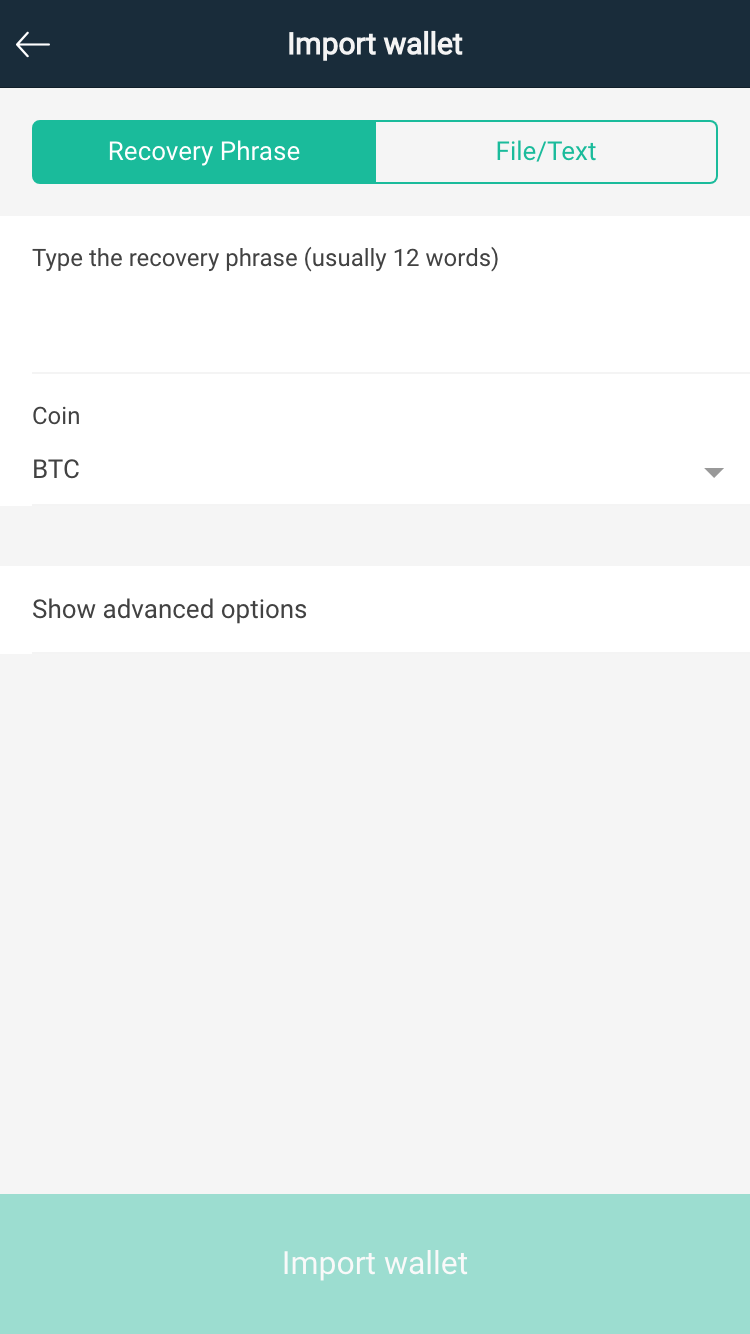 Import wallet
Recovery Phrase
File/Text
Type the recovery phrase (usually 12 words)
Coin
BTC
Show advanced options
Import wallet